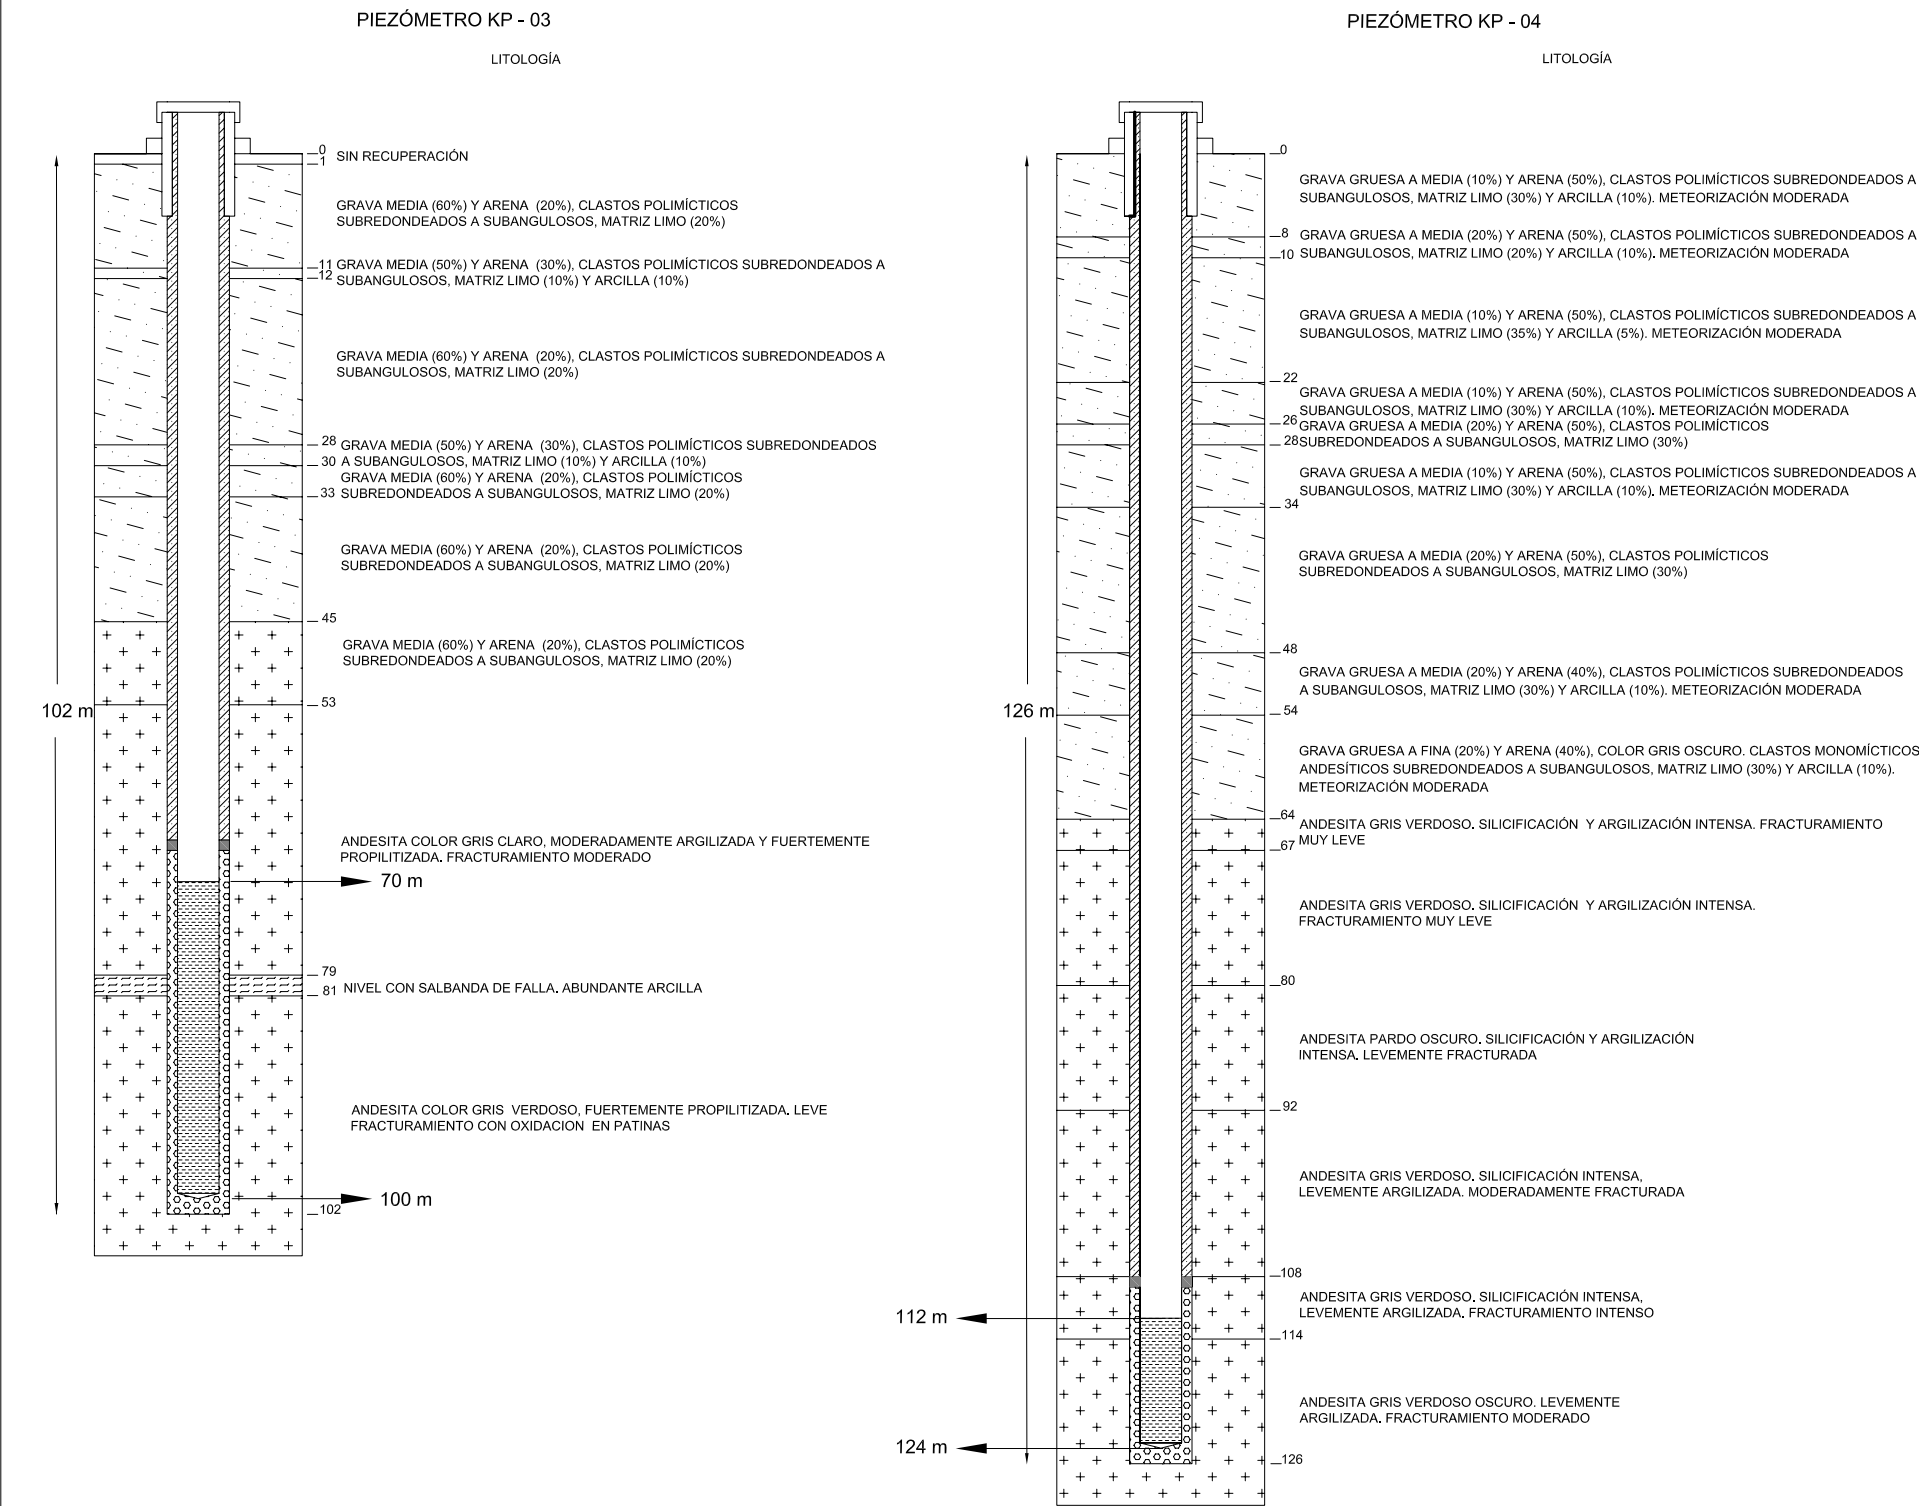 PIEZÓMETRO KP - 03
LITOLOGÍA
0
1
SIN RECUPERACIÓN
GRAVA MEDIA (60%) Y ARENA (20%), CLASTOS POLIMÍCTICOS
SUBREDONDEADOS A SUBANGULOSOS, MATRIZ LIMO (20%)
11
12
GRAVA MEDIA (50%) Y ARENA (30%), CLASTOS POLIMÍCTICOS SUBREDONDEADOS A
SUBANGULOSOS, MATRIZ LIMO (10%) Y ARCILLA (10%)
GRAVA MEDIA (60%) Y ARENA (20%), CLASTOS POLIMÍCTICOS SUBREDONDEADOS A
SUBANGULOSOS, MATRIZ LIMO (20%)
28
GRAVA MEDIA (50%) Y ARENA (30%), CLASTOS POLIMÍCTICOS SUBREDONDEADOS
30
A SUBANGULOSOS, MATRIZ LIMO (10%) Y ARCILLA (10%)
GRAVA MEDIA (60%) Y ARENA (20%), CLASTOS POLIMÍCTICOS
33
SUBREDONDEADOS A SUBANGULOSOS, MATRIZ LIMO (20%)
GRAVA MEDIA (60%) Y ARENA (20%), CLASTOS POLIMÍCTICOS
SUBREDONDEADOS A SUBANGULOSOS, MATRIZ LIMO (20%)
45
GRAVA MEDIA (60%) Y ARENA (20%), CLASTOS POLIMÍCTICOS
SUBREDONDEADOS A SUBANGULOSOS, MATRIZ LIMO (20%)
53
102 m
ANDESITA COLOR GRIS CLARO, MODERADAMENTE ARGILIZADA Y FUERTEMENTE
PROPILITIZADA. FRACTURAMIENTO MODERADO
70 m
79
81
NIVEL CON SALBANDA DE FALLA. ABUNDANTE ARCILLA
ANDESITA COLOR GRIS VERDOSO, FUERTEMENTE PROPILITIZADA. LEVE
FRACTURAMIENTO CON OXIDACION EN PATINAS
100 m
102
PIEZÓMETRO KP - 04
LITOLOGÍA
0
GRAVA GRUESA A MEDIA (10%) Y ARENA (50%), CLASTOS POLIMÍCTICOS SUBREDONDEADOS A
SUBANGULOSOS, MATRIZ LIMO (30%) Y ARCILLA (10%). METEORIZACIÓN MODERADA
8
GRAVA GRUESA A MEDIA (20%) Y ARENA (50%), CLASTOS POLIMÍCTICOS SUBREDONDEADOS A
10
SUBANGULOSOS, MATRIZ LIMO (20%) Y ARCILLA (10%). METEORIZACIÓN MODERADA
GRAVA GRUESA A MEDIA (10%) Y ARENA (50%), CLASTOS POLIMÍCTICOS SUBREDONDEADOS A
SUBANGULOSOS, MATRIZ LIMO (35%) Y ARCILLA (5%). METEORIZACIÓN MODERADA
22
GRAVA GRUESA A MEDIA (10%) Y ARENA (50%), CLASTOS POLIMÍCTICOS SUBREDONDEADOS A
SUBANGULOSOS, MATRIZ LIMO (30%) Y ARCILLA (10%). METEORIZACIÓN MODERADA
26
GRAVA GRUESA A MEDIA (20%) Y ARENA (50%), CLASTOS POLIMÍCTICOS
28
SUBREDONDEADOS A SUBANGULOSOS, MATRIZ LIMO (30%)
GRAVA GRUESA A MEDIA (10%) Y ARENA (50%), CLASTOS POLIMÍCTICOS SUBREDONDEADOS A
SUBANGULOSOS, MATRIZ LIMO (30%) Y ARCILLA (10%). METEORIZACIÓN MODERADA
34
GRAVA GRUESA A MEDIA (20%) Y ARENA (50%), CLASTOS POLIMÍCTICOS
SUBREDONDEADOS A SUBANGULOSOS, MATRIZ LIMO (30%)
48
GRAVA GRUESA A MEDIA (20%) Y ARENA (40%), CLASTOS POLIMÍCTICOS SUBREDONDEADOS
A SUBANGULOSOS, MATRIZ LIMO (30%) Y ARCILLA (10%). METEORIZACIÓN MODERADA
54
126 m
GRAVA GRUESA A FINA (20%) Y ARENA (40%), COLOR GRIS OSCURO. CLASTOS MONOMÍCTICOS
ANDESÍTICOS SUBREDONDEADOS A SUBANGULOSOS, MATRIZ LIMO (30%) Y ARCILLA (10%).
METEORIZACIÓN MODERADA
64
ANDESITA GRIS VERDOSO. SILICIFICACIÓN Y ARGILIZACIÓN INTENSA. FRACTURAMIENTO
MUY LEVE
67
ANDESITA GRIS VERDOSO. SILICIFICACIÓN Y ARGILIZACIÓN INTENSA.
FRACTURAMIENTO MUY LEVE
80
ANDESITA PARDO OSCURO. SILICIFICACIÓN Y ARGILIZACIÓN
INTENSA. LEVEMENTE FRACTURADA
92
ANDESITA GRIS VERDOSO. SILICIFICACIÓN INTENSA,
LEVEMENTE ARGILIZADA. MODERADAMENTE FRACTURADA
108
ANDESITA GRIS VERDOSO. SILICIFICACIÓN INTENSA,
LEVEMENTE ARGILIZADA. FRACTURAMIENTO INTENSO
112 m
114
ANDESITA GRIS VERDOSO OSCURO. LEVEMENTE
ARGILIZADA. FRACTURAMIENTO MODERADO
124 m
126